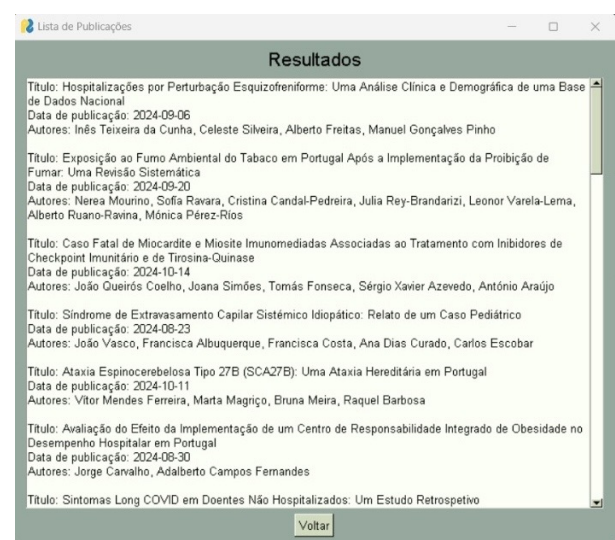 Lista de Publicações
Resultados
Título: Hospitalizações por Perturbação Esquizofreniforme: Uma Análise Clínica e Demográfica de uma Base
de Dados Nacional
Data de publicação: 2024-09-06
Autores: Inês Teixeira da Cunha, Celeste Silveira, Alberto Freitas, Manuel Gonçalves Pinho
Título: Exposição ao Fumo Ambiental do Tabaco em Portugal Após a Implementação da Proibição de
Fumar: Uma Revisão Sistemática
Data de publicação: 2024-09-20
Autores: Nerea Mourino, Sofía Ravara, Cristina Candal-Pedreira, Julia Rey-Brandarizi, Leonor Varela-Lema,
Alberto Ruano-Ravina, Mónica Pérez-Ríos
Título: Caso Fatal de Miocardite e Miosite Imunomediadas Associadas ao Tratamento com Inibidores de
Checkpoint Imunitário e de Tirosina-Quinase
Data de publicação: 2024-10-14
Autores: João Queirós Coelho, Joana Simões, Tomás Fonseca, Sérgio Xavier Azevedo, António Araújo
Título: Síndrome de Extravasamento Capilar Sistémico Idiopático: Relato de um Caso Pediátrico
Data de publicação: 2024-08-23
Autores: João Vasco, Francisca Albuquerque, Francisca Costa, Ana Dias Curado, Carlos Escobar
Título: Ataxia Espinocerebelosa Tipo 27B (SCA27B): Uma Ataxia Hereditária em Portugal
Data de publicação: 2024-10-11
Autores: Vítor Mendes Ferreira, Marta Magriço, Bruna Meira, Raquel Barbosa
Título: Avaliação do Efeito da Implementação de um Centro de Responsabilidade Integrado de Obesidade no
Desempenho Hospitalar em Portugal
Data de publicação: 2024-08-30
Autores: Jorge Carvalho, Adalberto Campos Fernandes
Título: Sintomas Long COVID em Doentes Não Hospitalizados: Um Estudo Retrospetivo
Voltar